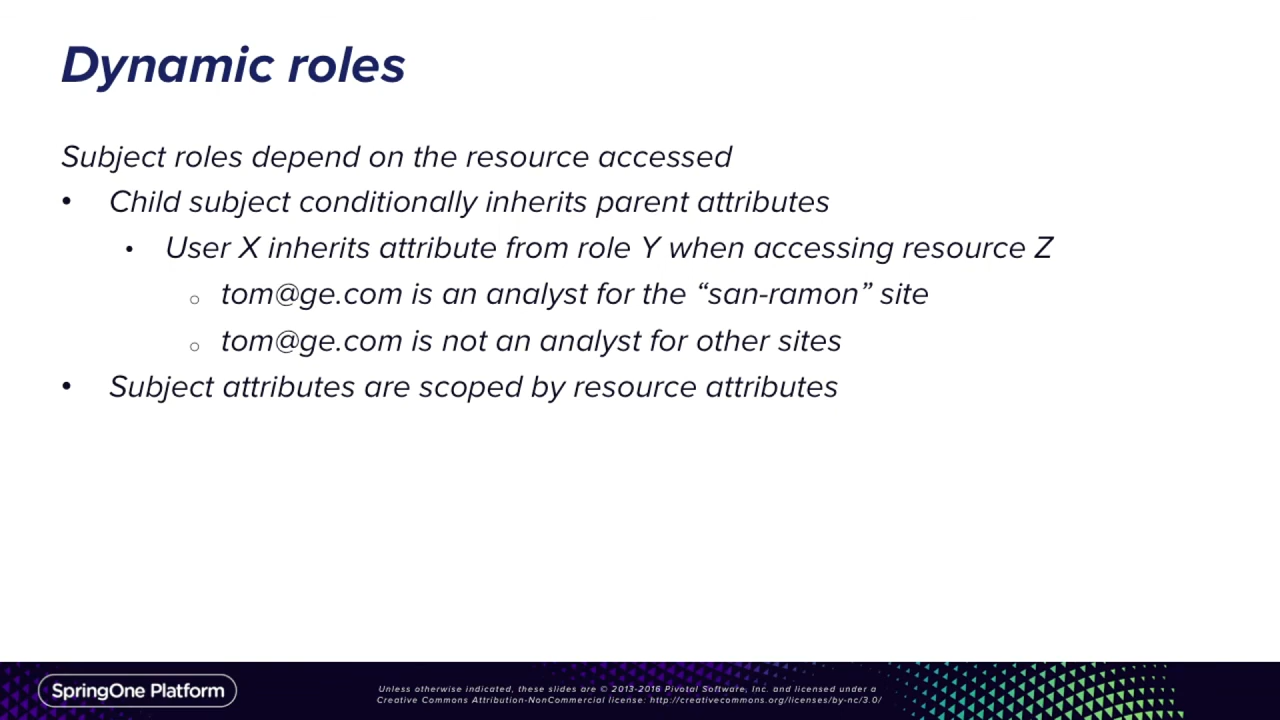 Dynamic roles
Subject roles depend on the resource accessed
• Child subject conditionally inherits parent attributes
• User X inherits attribute from role Y when accessing resource Z
○ tom@ge.com is an analyst for the “san-ramon” site
○ tom@ge.com is not an analyst for other sites
• Subject attributes are scoped by resource attributes
SpringOne Platform
Unless otherwise indicated, these slides are © 2013-2016 Pivotal Software, Inc. and licensed under a
Creative Commons Attribution-NonCommercial license: http://creativecommons.org/licenses/by-nc/3.0/